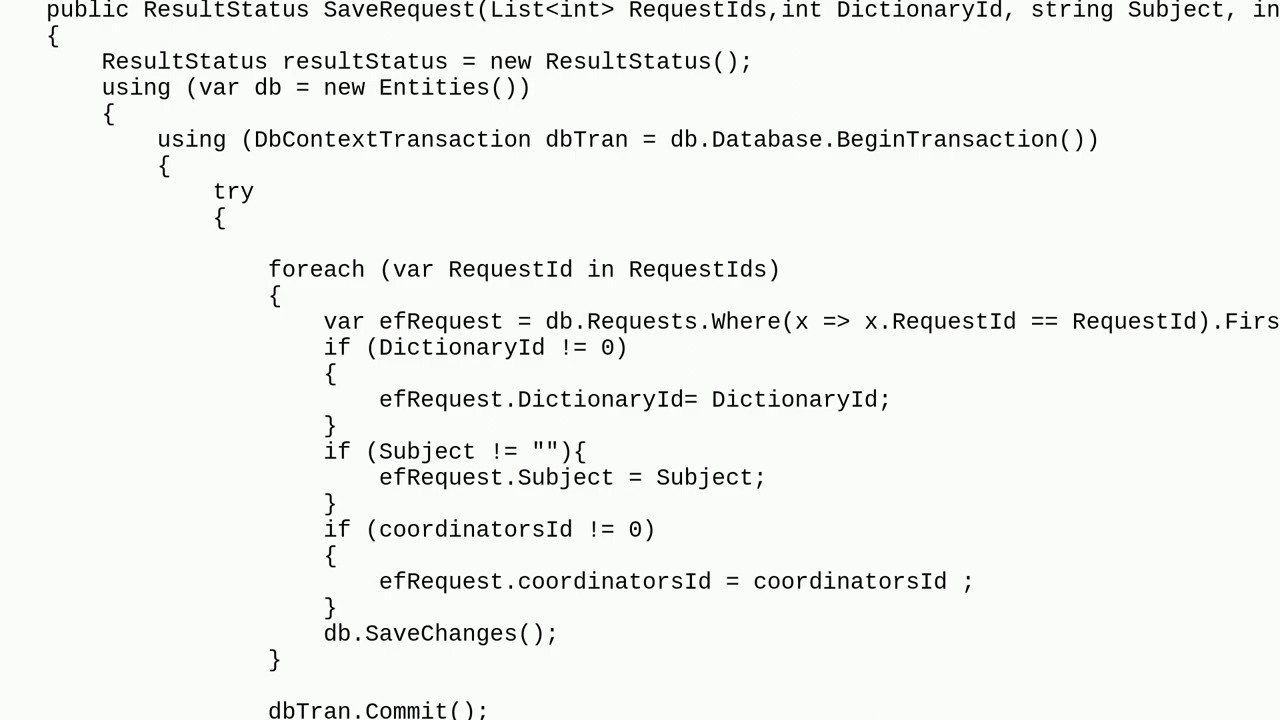 public ResultStatus SaveRequest(List<int> RequestIds,int DictionaryId, string Subject, in
{
    ResultStatus resultStatus = new ResultStatus();
    using (var db = new Entities())
    {
        using (DbContextTransaction dbTran = db.Database.BeginTransaction())
        {
            try
            {
                foreach (var RequestId in RequestIds)
                {
                    var efRequest = db.Requests.Where(x => x.RequestId == RequestId).Firs
                    if (DictionaryId != 0)
                    {
                        efRequest.DictionaryId= DictionaryId;
                    }
                    if (Subject != ""){
                        efRequest.Subject = Subject;
                    }
                    if (coordinatorsId != 0)
                    {
                        efRequest.coordinatorsId = coordinatorsId ;
                    }
                    db.SaveChanges();
                }
                dbTran.Commit();